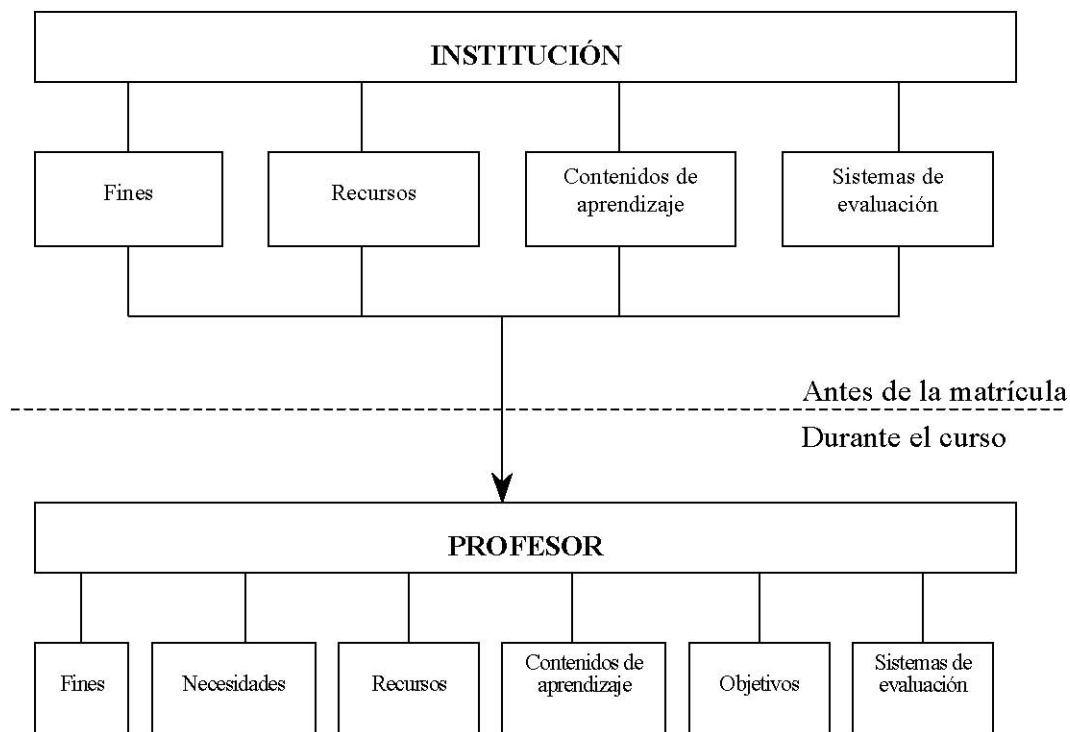 INSTITUCIÓN
Fines
Recursos
Contenidos de
aprendizaje
Sistemas de
evaluación
Antes de la matrícula
Durante el curso
PROFESOR
Fines
Necesidades
Recursos
Contenidos de
aprendizaje
Objetivos
Sistemas de
evaluación